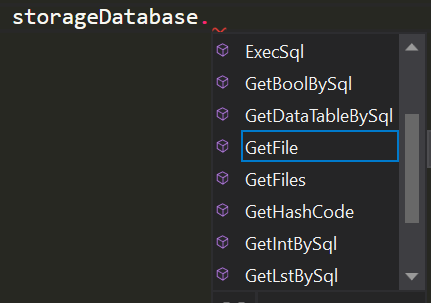 storageDatabase.
ExecSql
GetBoolBySql
GetDataTableBySql
GetFile
GetFiles
GetHashCode
GetIntBySql
GetLstBySql